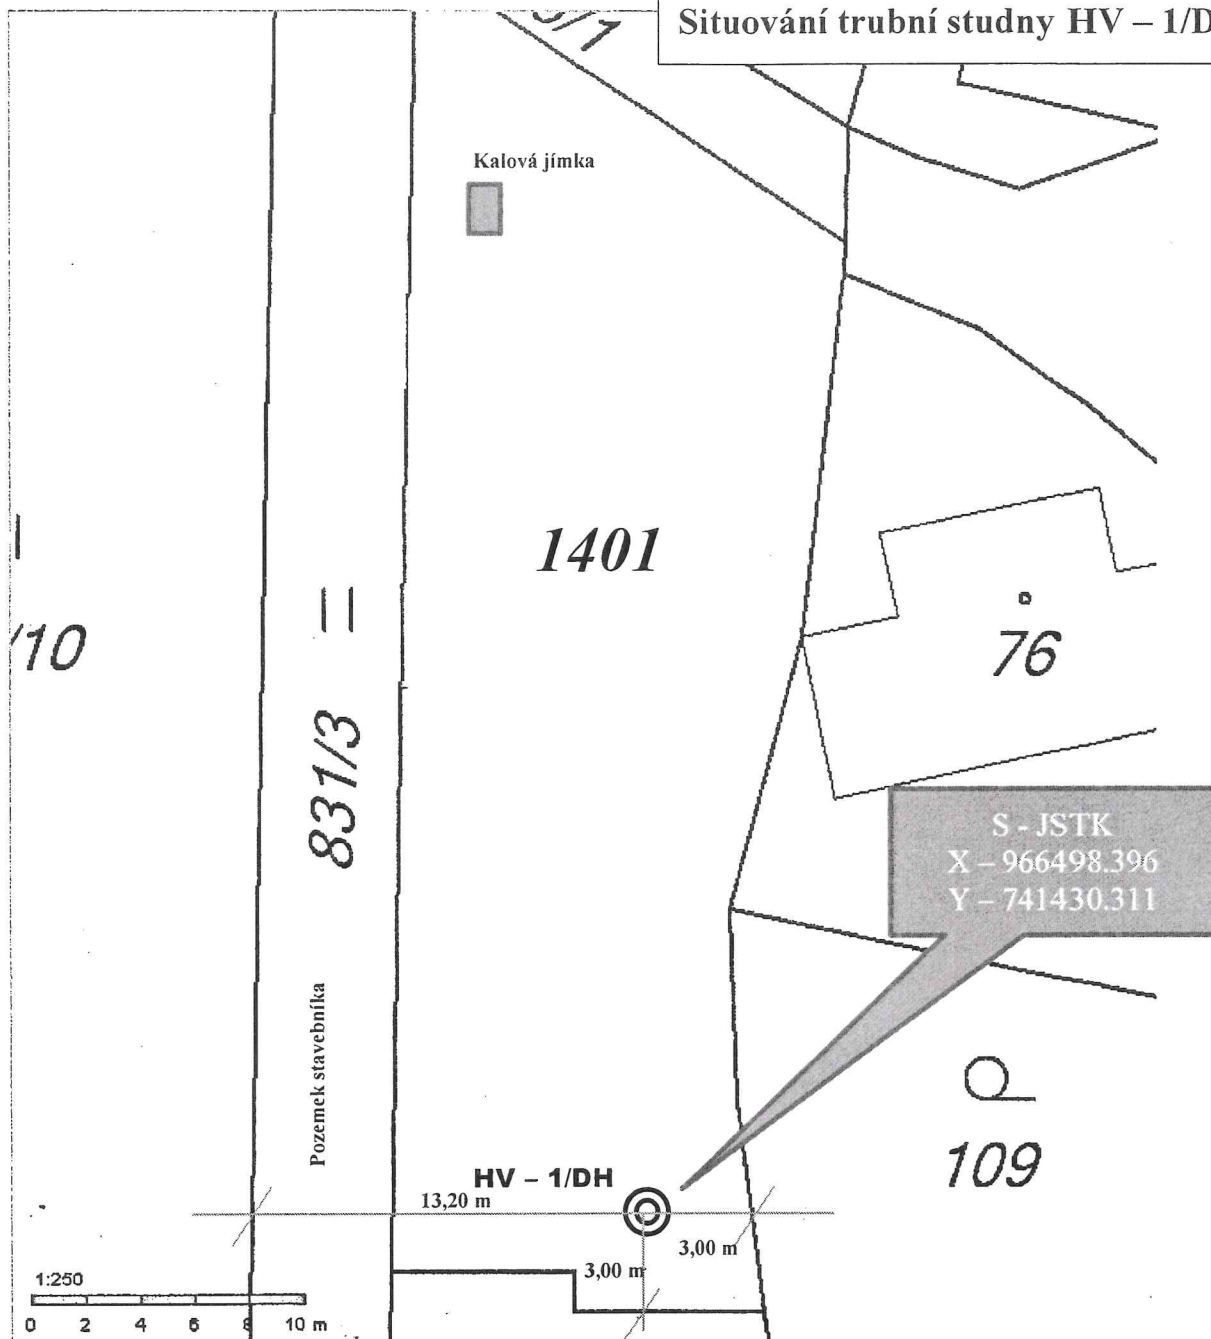 Situování trubní studny HV – 1/D
/1
Kalová jímka
1401
/10
76
831/3
S - JSTK
X – 966498.396
Y – 741430.311
Pozemek stavebníka
109
HV – 1/DH
13,20 m
3,00 m
3,00 m
1:250
0 2 4 6 8 10 m